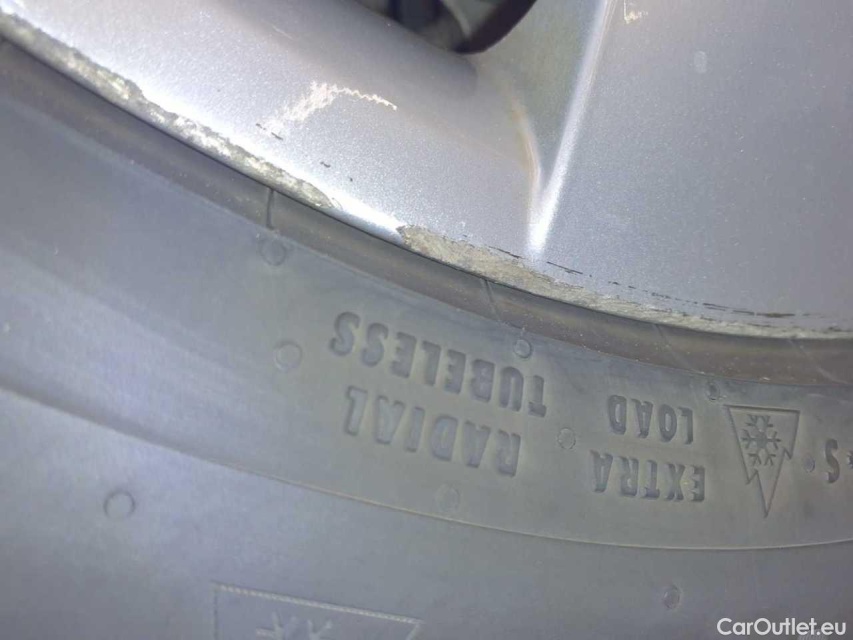 RADIAL
TUBELESS
EXTRA
LOAD
S
CarOutlet.eu